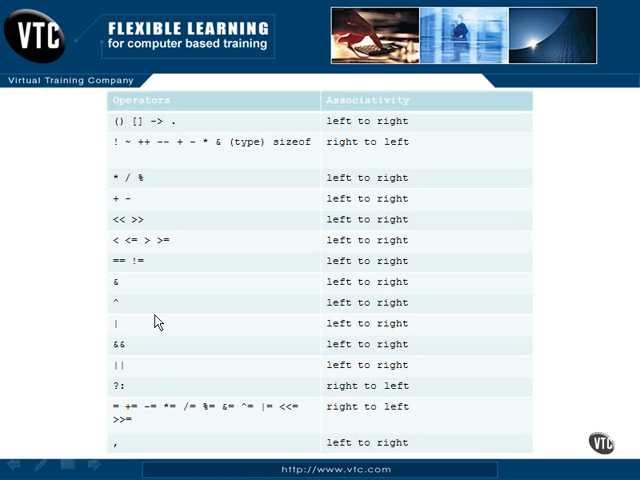 VTC
FLEXIBLE LEARNING
for computer based training
Virtual Training Company
Operators Associativity
() [] -> . left to right
! ~ ++ -- + - * & (type) sizeof right to left
* / % left to right
+ - left to right
<< >> left to right
< <= > >= left to right
== != left to right
& left to right
^ left to right
| left to right
&& left to right
|| left to right
?: right to left
= += -= *= /= %= &= ^= |= <<= right to left
>>=
, left to right
VTC
http://www.vtc.com